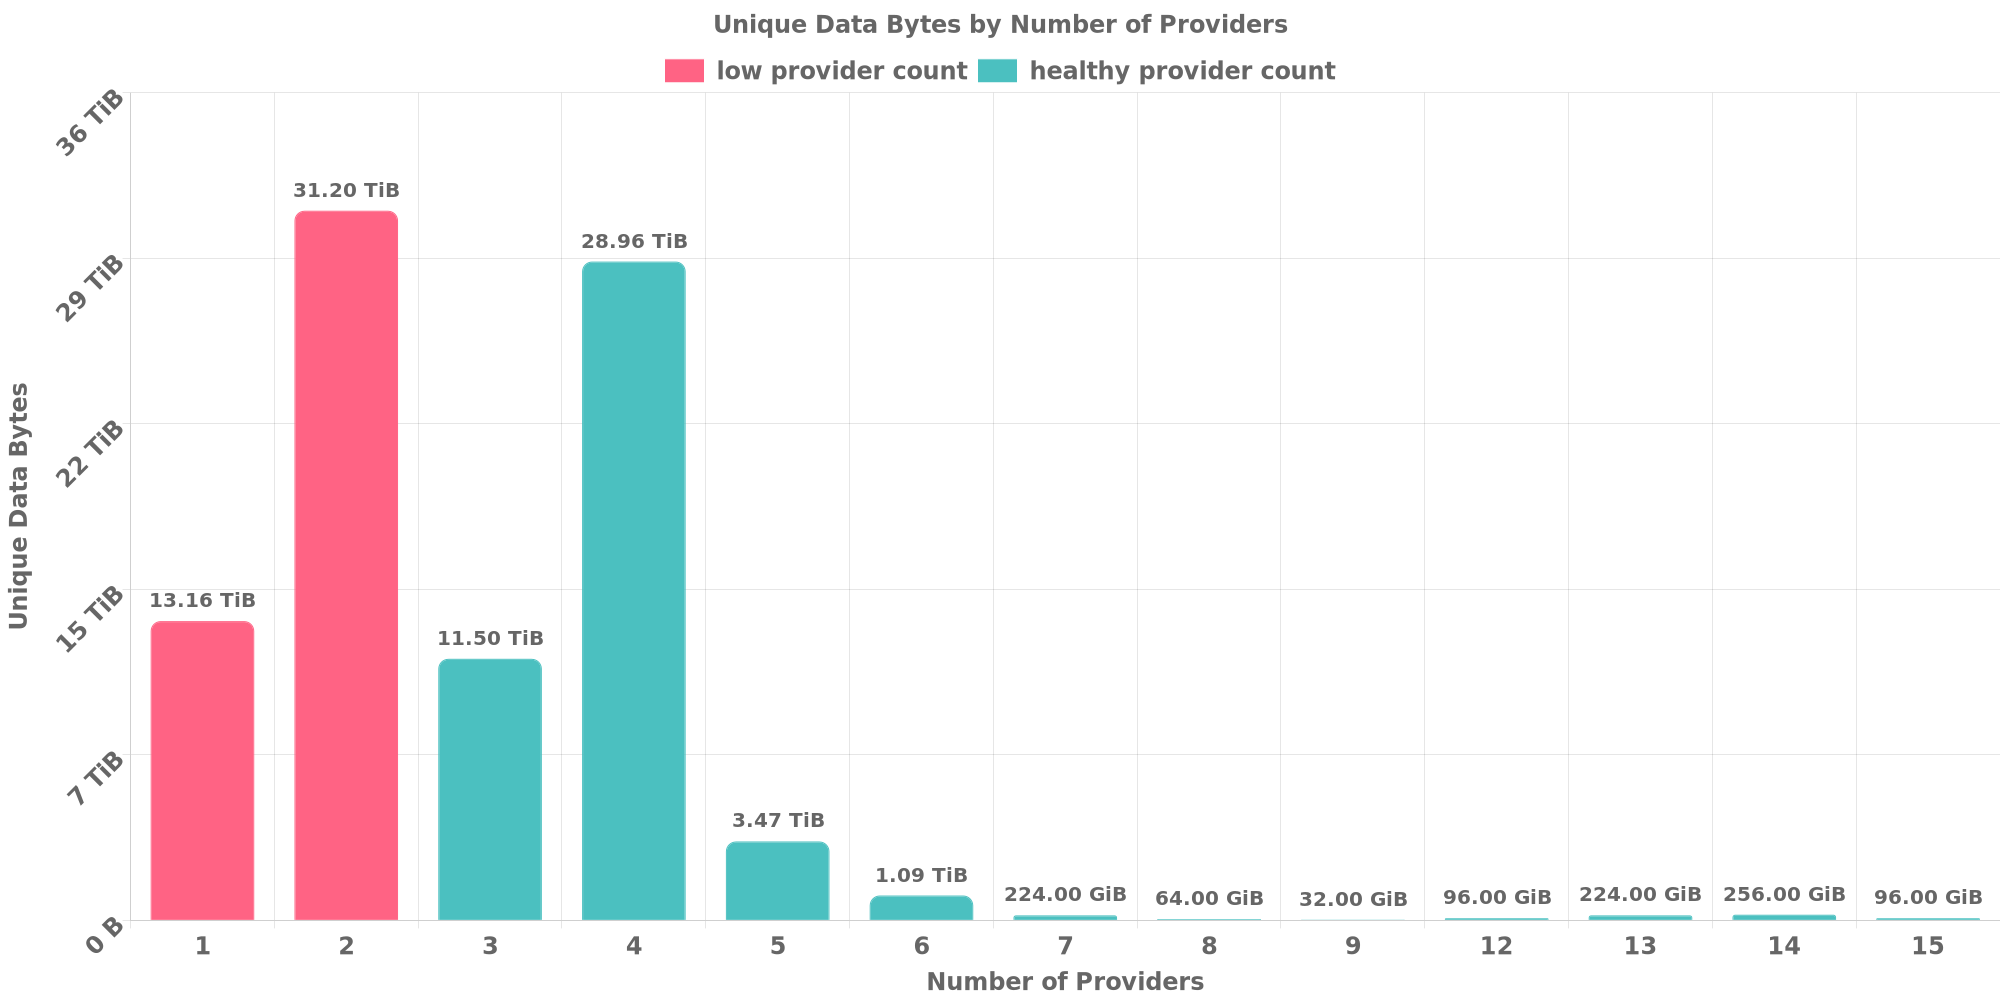 Unique Data Bytes by Number of Providers
low provider count healthy provider count
36 TiB
29 TiB
22 TiB
15 TiB
7 TiB
0 B
Unique Data Bytes
13.16 TiB
31.20 TiB
11.50 TiB
28.96 TiB
3.47 TiB
1.09 TiB
224.00 GiB
64.00 GiB
32.00 GiB
96.00 GiB
224.00 GiB
256.00 GiB
96.00 GiB
1 2 3 4 5 6 7 8 9 12 13 14 15
Number of Providers